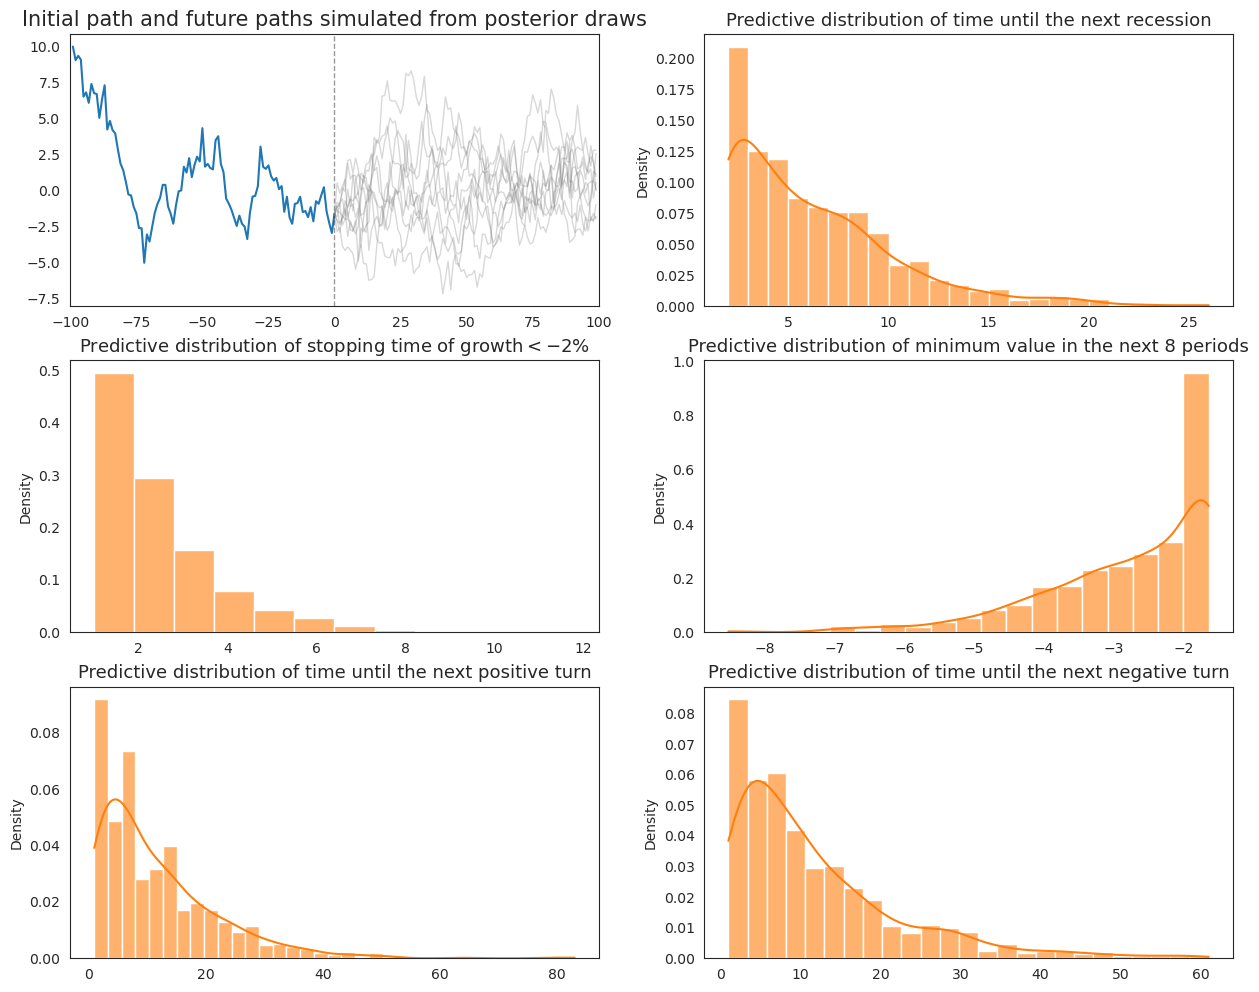 Initial path and future paths simulated from posterior draws
10.0
7.5
5.0
2.5
0.0
−2.5
−5.0
−7.5
−100 −75 −50 −25 0 25 50 75 100
Predictive distribution of time until the next recession
Density
0.200
0.175
0.150
0.125
0.100
0.075
0.050
0.025
0.000
5 10 15 20 25
Predictive distribution of stopping time of growth < −2%
Density
0.5
0.4
0.3
0.2
0.1
0.0
2 4 6 8 10 12
Predictive distribution of minimum value in the next 8 periods
Density
1.0
0.8
0.6
0.4
0.2
0.0
−8 −7 −6 −5 −4 −3 −2
Predictive distribution of time until the next positive turn
Density
0.08
0.06
0.04
0.02
0.00
0 20 40 60 80
Predictive distribution of time until the next negative turn
Density
0.08
0.07
0.06
0.05
0.04
0.03
0.02
0.01
0.00
0 10 20 30 40 50 60